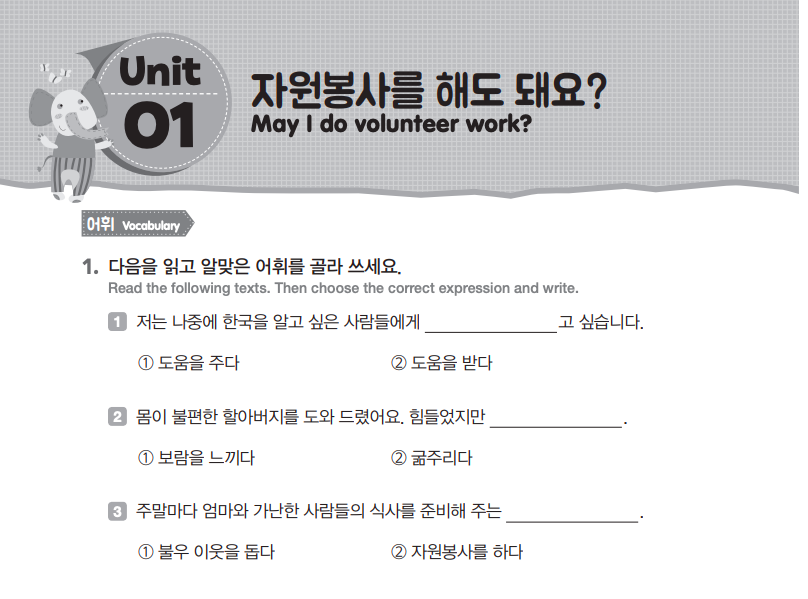 Unit
01
자원봉사를 해도 돼요?
May I do volunteer work?
어휘 Vocabulary
1. 다음을 읽고 알맞은 어휘를 골라 쓰세요.
Read the following texts. Then choose the correct expression and write.
1 저는 나중에 한국을 알고 싶은 사람들에게 ______________고 싶습니다.
① 도움을 주다 ② 도움을 받다
2 몸이 불편한 할아버지를 도와 드렸어요. 힘들었지만 ______________.
① 보람을 느끼다 ② 굶주리다
3 주말마다 엄마와 가난한 사람들의 식사를 준비해 주는 ______________.
① 불우 이웃을 돕다 ② 자원봉사를 하다